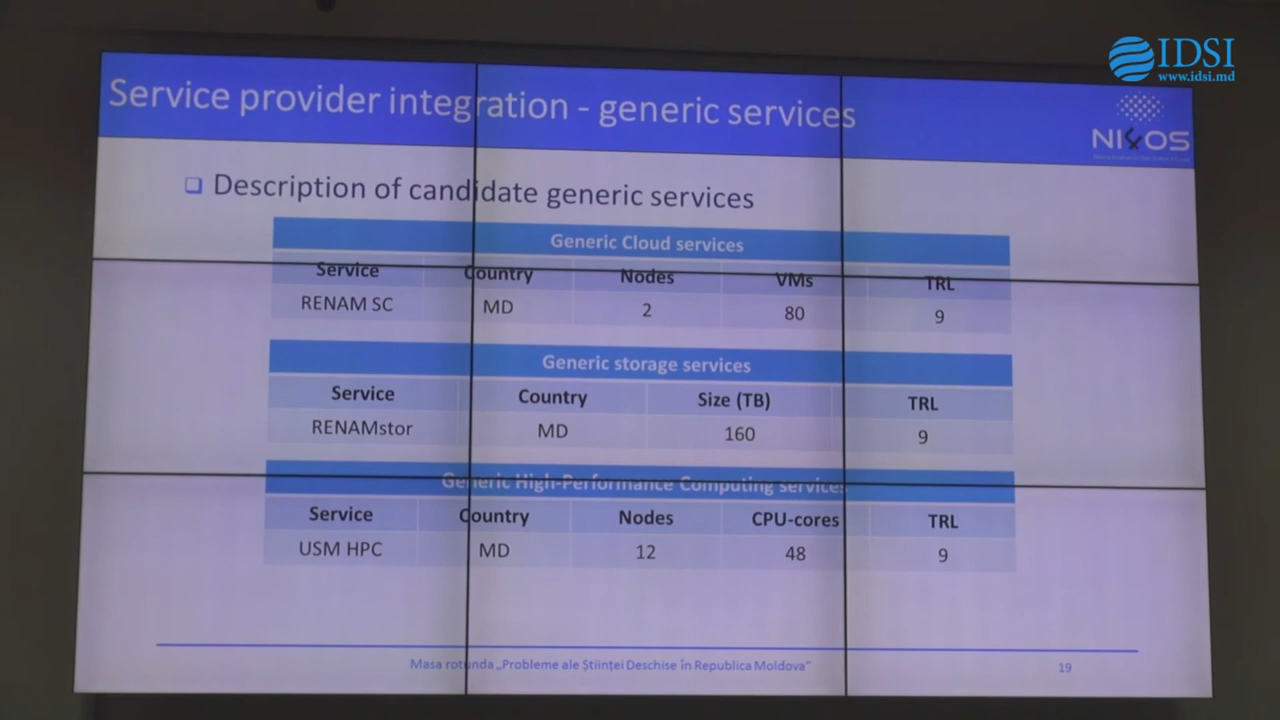 IDSI
www.idsi.md
Service provider integration - generic services
NI4OS
Description of candidate generic services
Generic Cloud services
Service Country Nodes VMs TRL
RENAM SC MD 2 80 9
Generic storage services
Service Country Size (TB) TRL
RENAMstor MD 160 9
Generic High-Performance Computing services
Service Country Nodes CPU-cores TRL
USM HPC MD 12 48 9
Masa rotunda „Probleme ale Științei Deschise în Republica Moldova”
19